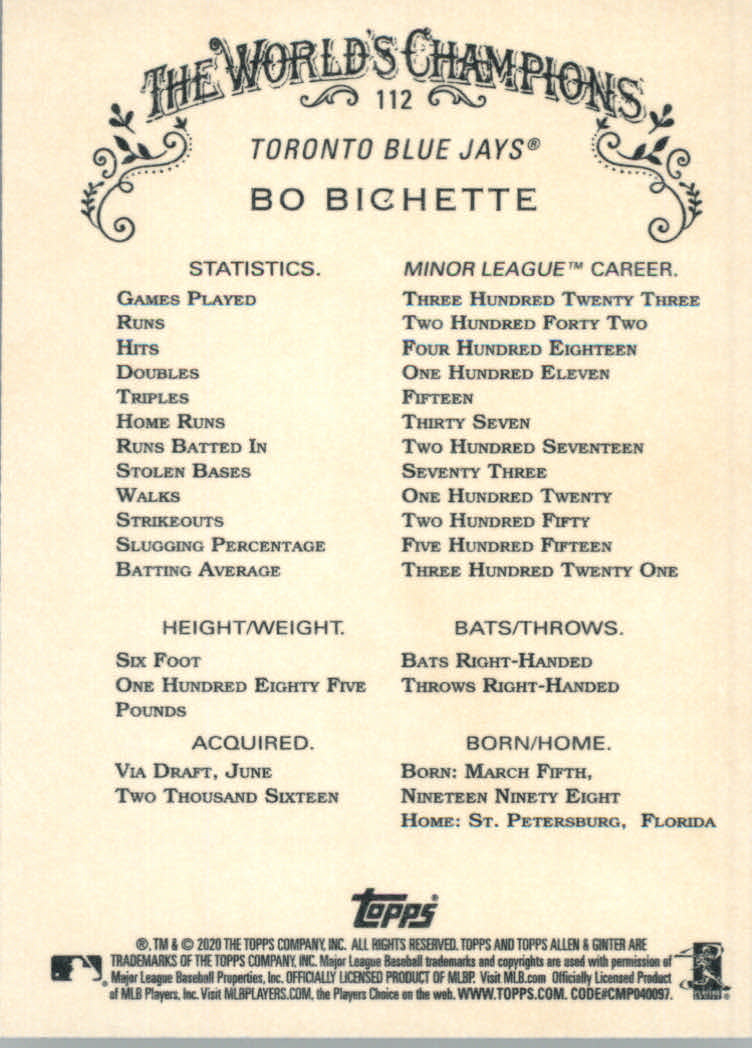 THE WORLD'S CHAMPIONS
112
TORONTO BLUE JAYS®
BO BICHETTE
STATISTICS. MINOR LEAGUE™ CAREER.
GAMES PLAYED THREE HUNDRED TWENTY THREE
RUNS TWO HUNDRED FORTY TWO
HITS FOUR HUNDRED EIGHTEEN
DOUBLES ONE HUNDRED ELEVEN
TRIPLES FIFTEEN
HOME RUNS THIRTY SEVEN
RUNS BATTED IN TWO HUNDRED SEVENTEEN
STOLEN BASES SEVENTY THREE
WALKS ONE HUNDRED TWENTY
STRIKEOUTS TWO HUNDRED FIFTY
SLUGGING PERCENTAGE FIVE HUNDRED FIFTEEN
BATTING AVERAGE THREE HUNDRED TWENTY ONE
HEIGHT/WEIGHT. BATS/THROWS.
SIX FOOT BATS RIGHT-HANDED
ONE HUNDRED EIGHTY FIVE THROWS RIGHT-HANDED
POUNDS
ACQUIRED. BORN/HOME.
VIA DRAFT, JUNE BORN: MARCH FIFTH,
TWO THOUSAND SIXTEEN NINETEEN NINETY EIGHT
HOME: ST. PETERSBURG, FLORIDA
Topps®
®, TM & © 2020 THE TOPPS COMPANY, INC. ALL RIGHTS RESERVED. TOPPS AND TOPPS ALLEN & GINTER ARE
TRADEMARKS OF THE TOPPS COMPANY, INC. Major League Baseball trademarks and copyrights are used with permission of
Major League Baseball Properties, Inc. OFFICIALLY LICENSED PRODUCT OF MLBP. Visit MLB.com Officially Licensed Product
of MLB Players, Inc. Visit MLBPLAYERS.COM, the Players Choice on the web. WWW.TOPPS.COM. CODE#CMP040097.